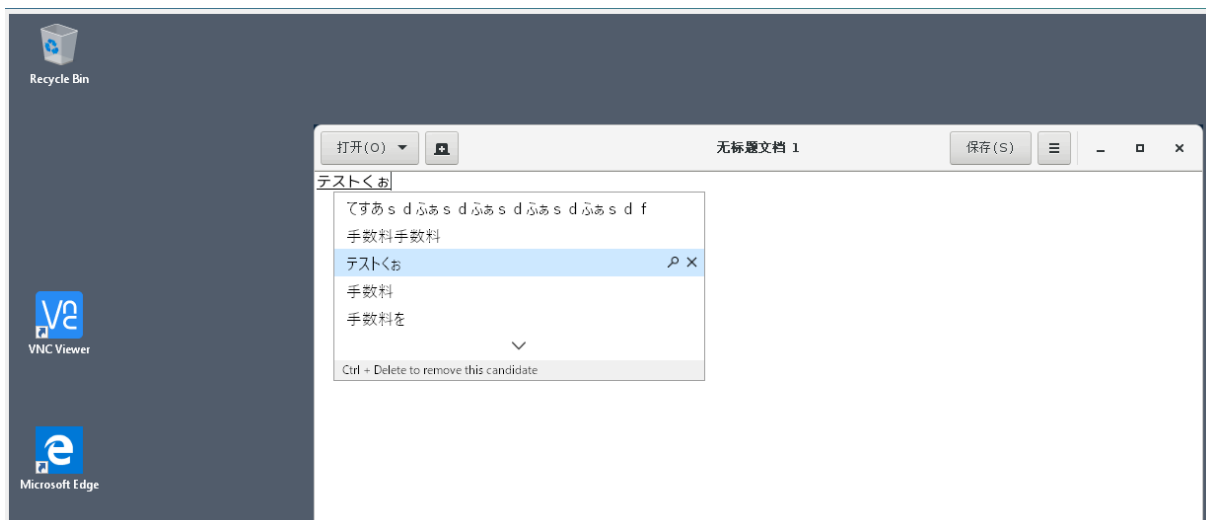 Recycle Bin
打开(O)
无标题文档 1
保存(S)
テストくぉ
てすあｓｄふぁｓｄふぁｓｄふぁｓｄふぁｓｄｆ
手数料手数料
テストくぉ
手数料
手数料を
Ctrl + Delete to remove this candidate
VNC Viewer
Microsoft Edge